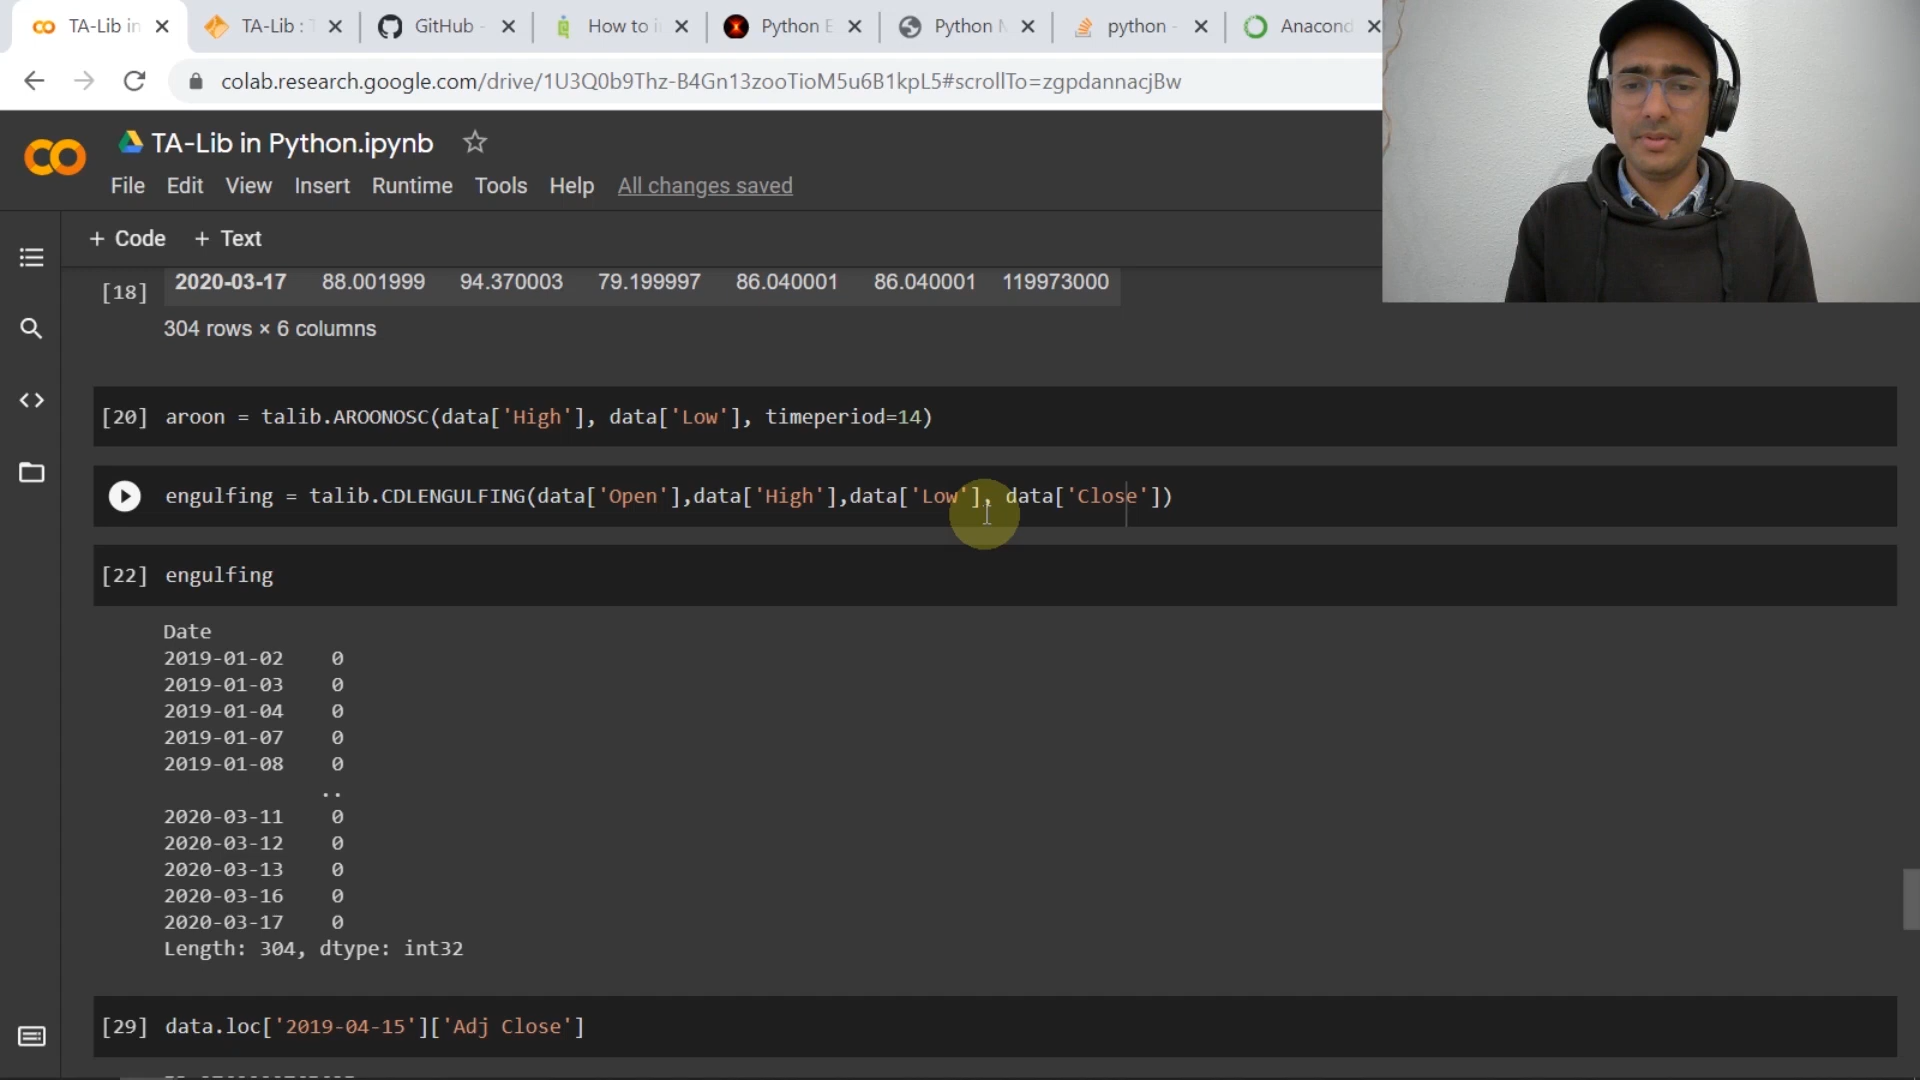 TA-Lib in
TA-Lib :
GitHub -
How to i
Python E
Python N
python -
Anacond
colab.research.google.com/drive/1U3Q0b9Thz-B4Gn13zooTioM5u6B1kpL5#scrollTo=zgpdannacjBw
TA-Lib in Python.ipynb
File Edit View Insert Runtime Tools Help All changes saved
+ Code + Text
[18] 2020-03-17 88.001999 94.370003 79.199997 86.040001 86.040001 119973000
304 rows × 6 columns
[20] aroon = talib.AROONOSC(data['High'], data['Low'], timeperiod=14)
engulfing = talib.CDLENGULFING(data['Open'],data['High'],data['Low'], data['Close'])
[22] engulfing
Date
2019-01-02 0
2019-01-03 0
2019-01-04 0
2019-01-07 0
2019-01-08 0
..
2020-03-11 0
2020-03-12 0
2020-03-13 0
2020-03-16 0
2020-03-17 0
Length: 304, dtype: int32
[29] data.loc['2019-04-15']['Adj Close']